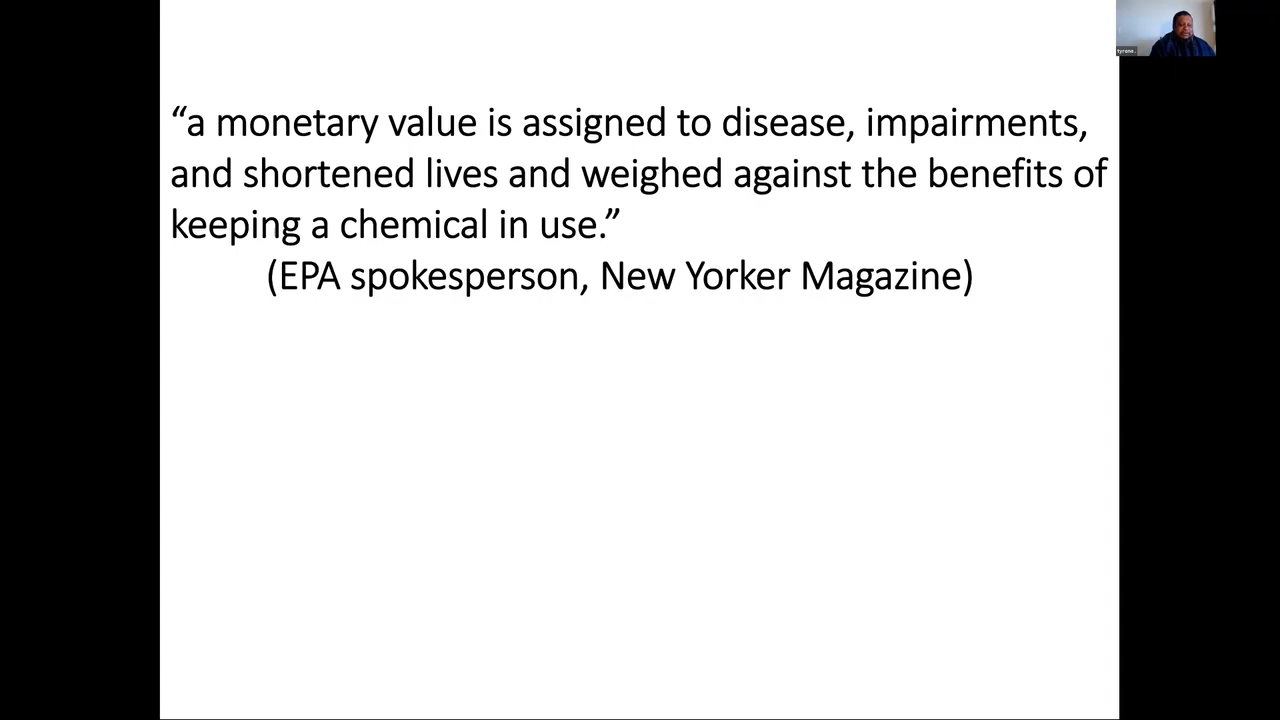 “a monetary value is assigned to disease, impairments,
and shortened lives and weighed against the benefits of
keeping a chemical in use.”
(EPA spokesperson, New Yorker Magazine)
tyrone